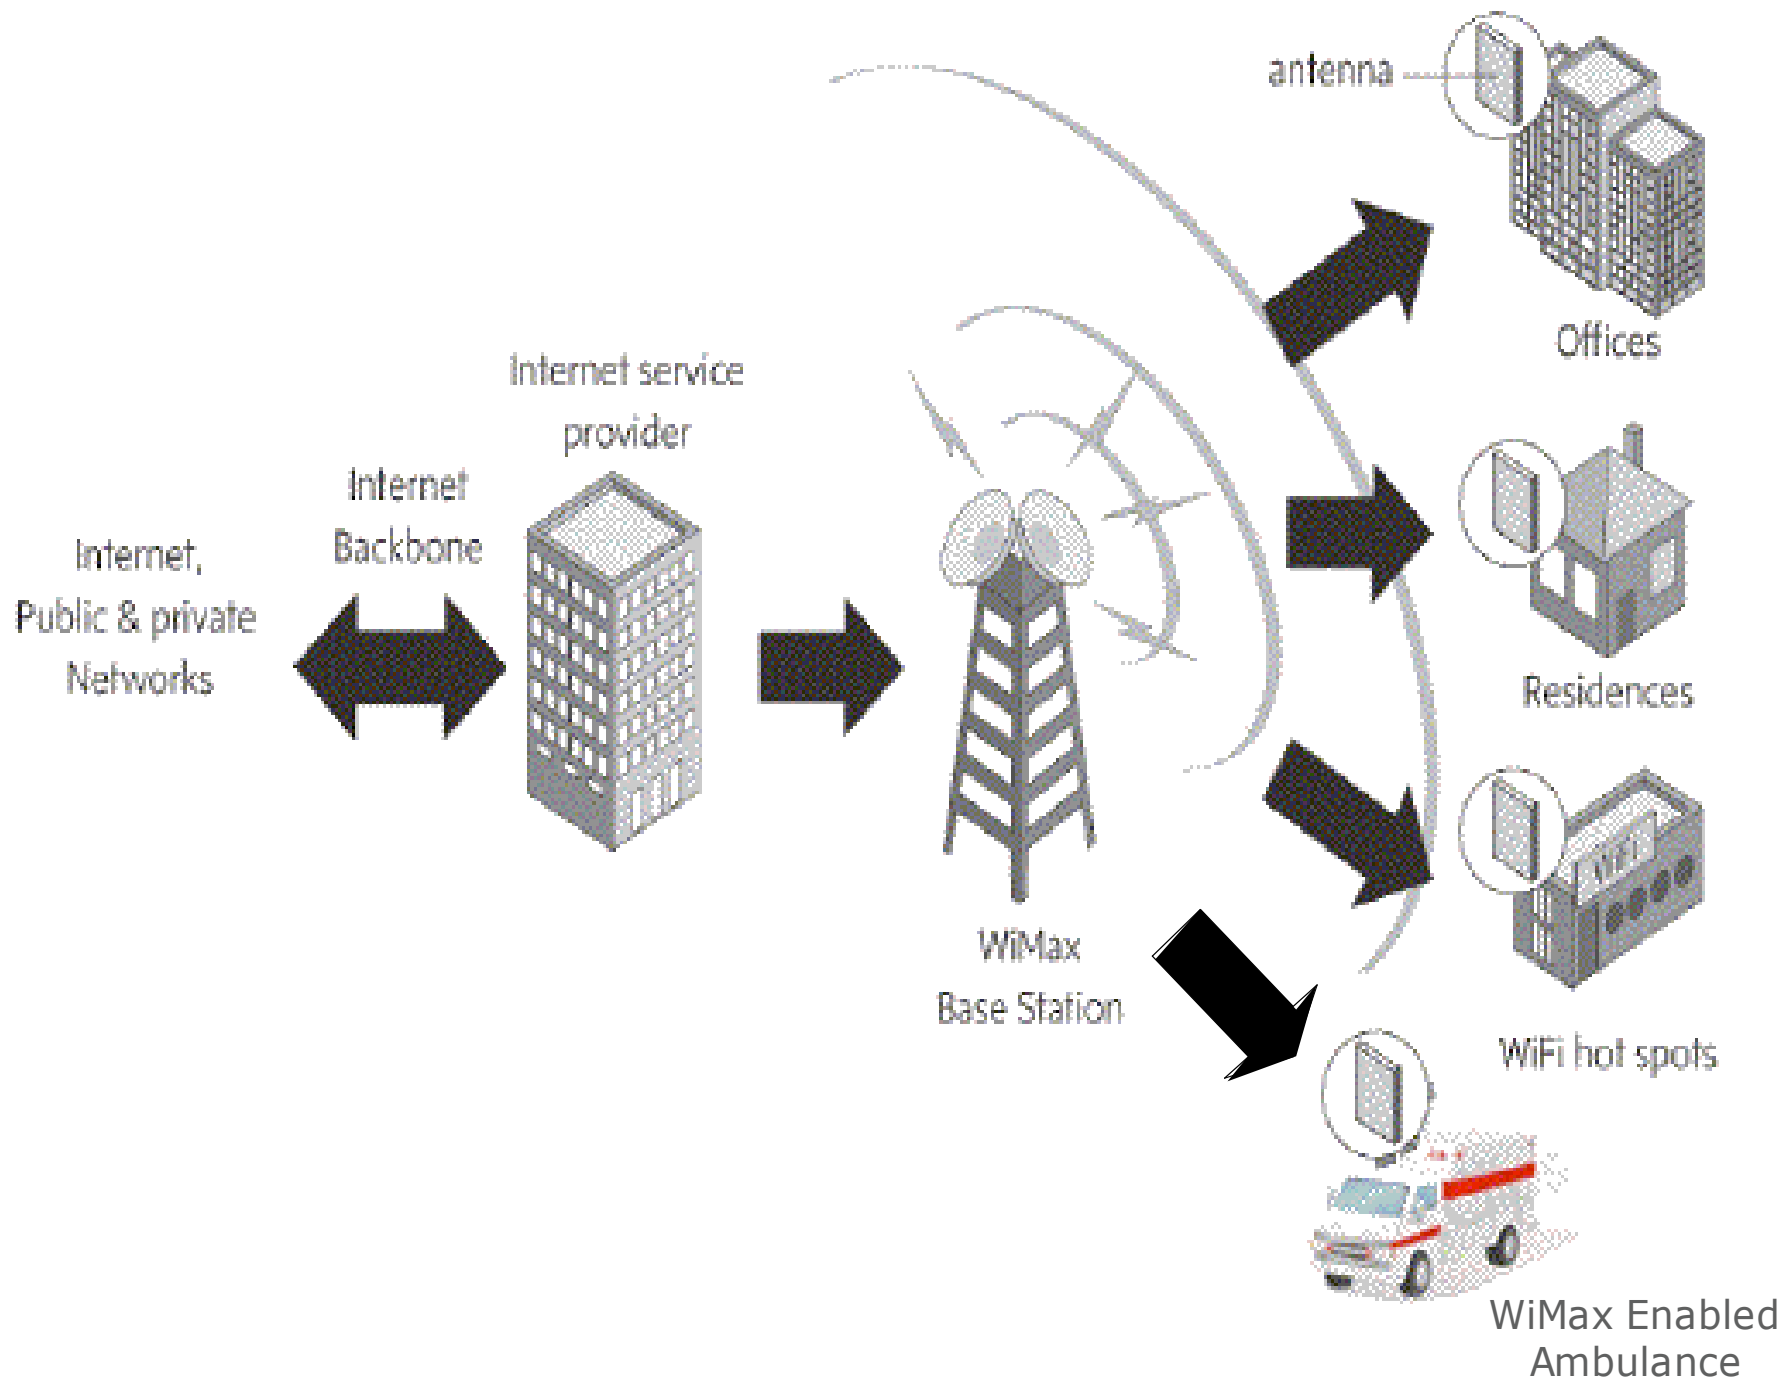 Internet,
Public & private
Networks
Internet
Backbone
Internet service
provider
WiMax
Base Station
antenna
Offices
Residences
WiFi
WiFi hot spots
WiMax Enabled
Ambulance